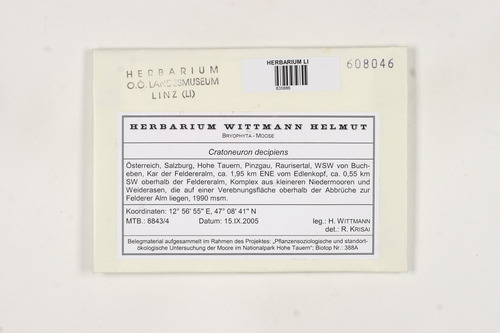 HERBARIUM
O.Ö. LANDESMUSEUM
LINZ (LI)
HERBARIUM LI
608046
HERBARIUM WITTMANN HELMUT
BRYOPHYTA - MOOSE
Cratoneuron decipiens
Österreich, Salzburg, Hohe Tauern, Pinzgau, Raurisertal, WSW von Buch-
eben, Kar der Feldereralm, ca. 1,95 km ENE vom Edlenkopf, ca. 0,55 km
SW oberhalb der Feldereralm, Komplex aus kleineren Niedermooren und
Weiderasen, die auf einer Verebnungsfläche oberhalb der Abbrüche zur
Felderer Alm liegen, 1990 msm.
Koordinaten: 12° 56' 55" E, 47° 08' 41" N
MTB.: 8843/4 Datum: 15.IX.2005 leg.: H. WITTMANN
det.: R. KRISAI
Belegmaterial aufgesammelt im Rahmen des Projektes: „Pflanzensoziologische und standort-
ökologische Untersuchung der Moore im Nationalpark Hohe Tauern“: Biotop Nr.: 388A